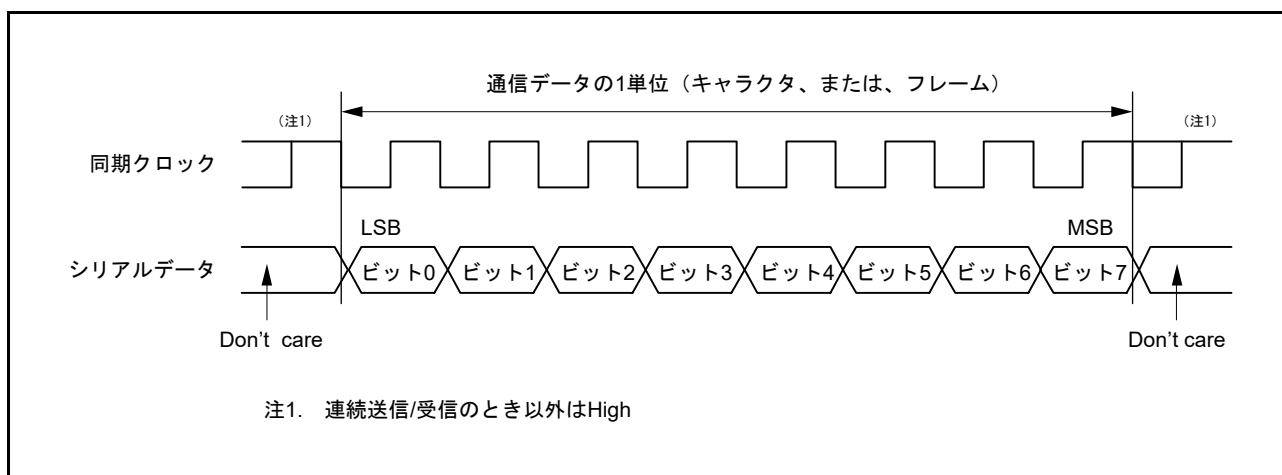 通信データの1単位（キャラクタ、または、フレーム）
（注1）
（注1）
同期クロック
LSB
MSB
シリアルデータ
ビット0 ビット1 ビット2 ビット3 ビット4 ビット5 ビット6 ビット7
Don't care
Don't care
注1. 連続送信/受信のとき以外はHigh